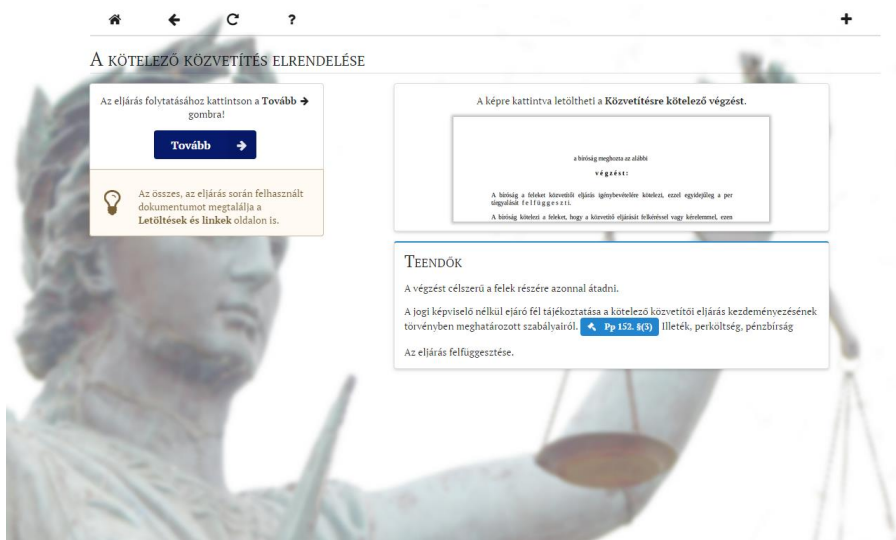 ?
+
A kötelező közvetítés elrendelése
Az eljárás folytatásához kattintson a Tovább →
gombra!
Tovább →
Az összes, az eljárás során felhasznált
dokumentumot megtalálja a
Letöltések és linkek oldalon is.
A képre kattintva letöltheti a Közvetítésre kötelező végzést.
a bíróság meghozta az alábbi
végzést:
A bíróság a feleket közvetítői eljárás igénybevételére kötelezi, ezzel egyidejűleg a per
tárgyalását felfüggeszti.
A bíróság kötelezi a feleket, hogy a közvetítő eljárását felkéréssel vagy kérelemmel, ezen
Teendők
A végzést célszerű a felek részére azonnal átadni.
A jogi képviselő nélkül ejáró fél tájékoztatása a kötelező közvetítői eljárás kezdeményezésének
törvényben meghatározott szabályairól. Pp 152. §(3) Illeték, perköltség, pénzbírság
Az eljárás felfüggesztése.